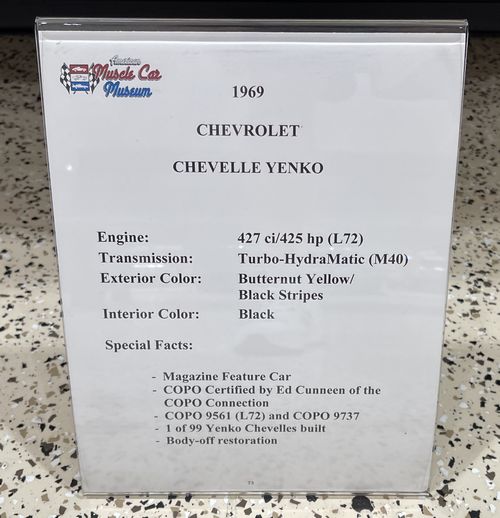 American
Muscle Car
Museum
1969
CHEVROLET
CHEVELLE YENKO
Engine: 427 ci/425 hp (L72)
Transmission: Turbo-HydraMatic (M40)
Exterior Color: Butternut Yellow/
Black Stripes
Interior Color: Black
Special Facts:
- Magazine Feature Car
- COPO Certified by Ed Cunneen of the
COPO Connection
- COPO 9561 (L72) and COPO 9737
- 1 of 99 Yenko Chevelles built
- Body-off restoration